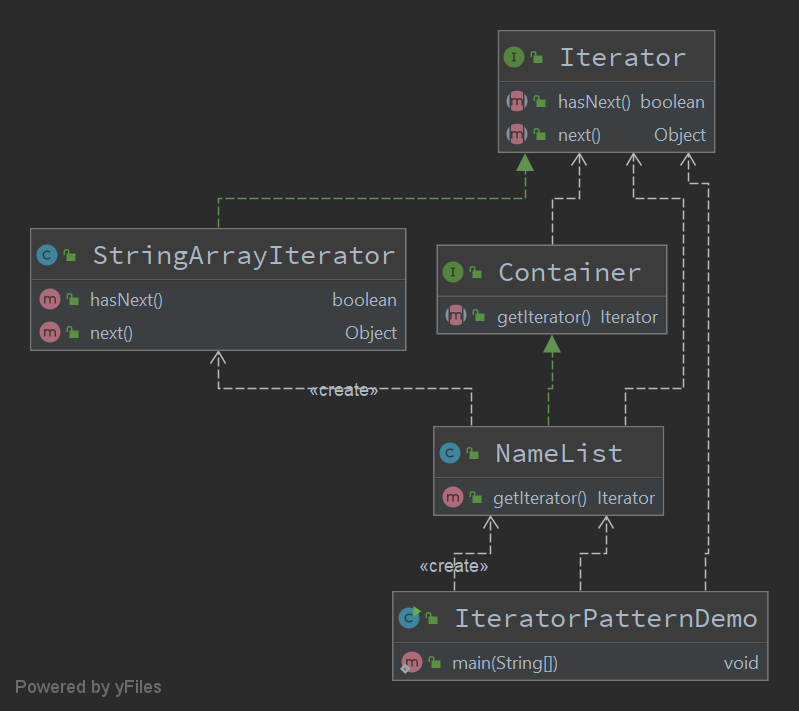 Iterator
hasNext() boolean
next() Object
StringArrayIterator
hasNext() boolean
next() Object
Container
getIterator() Iterator
«create»
NameList
getIterator() Iterator
«create»
IteratorPatternDemo
main(String[]) void
Powered by yFiles